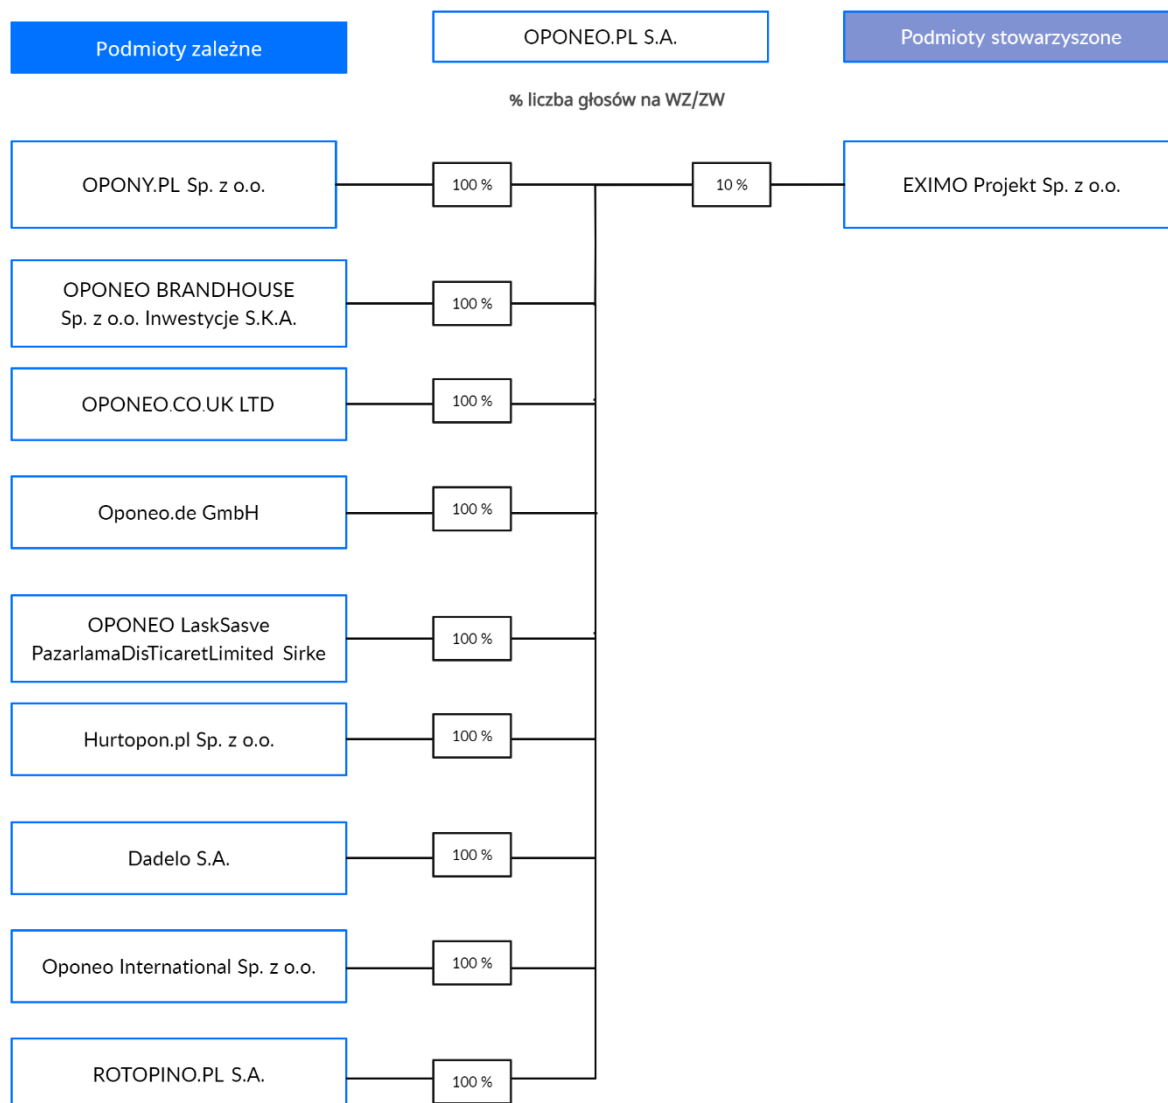 Podmioty zależne
OPONEO.PL S.A.
Podmioty stowarzyszone
% liczba głosów na WZ/ZW
OPONY.PL Sp. z o.o.
100 %
10 %
EXIMO Projekt Sp. z o.o.
OPONEO BRANDHOUSE
Sp. z o.o. Inwestycje S.K.A.
100 %
OPONEO.CO.UK LTD
100 %
Oponeo.de GmbH
100 %
OPONEO LaskSasve
PazarlamaDisTicaretLimited Sirke
100 %
Hurtopon.pl Sp. z o.o.
100 %
Dadelo S.A.
100 %
Oponeo International Sp. z o.o.
100 %
ROTOPINO.PL S.A.
100 %